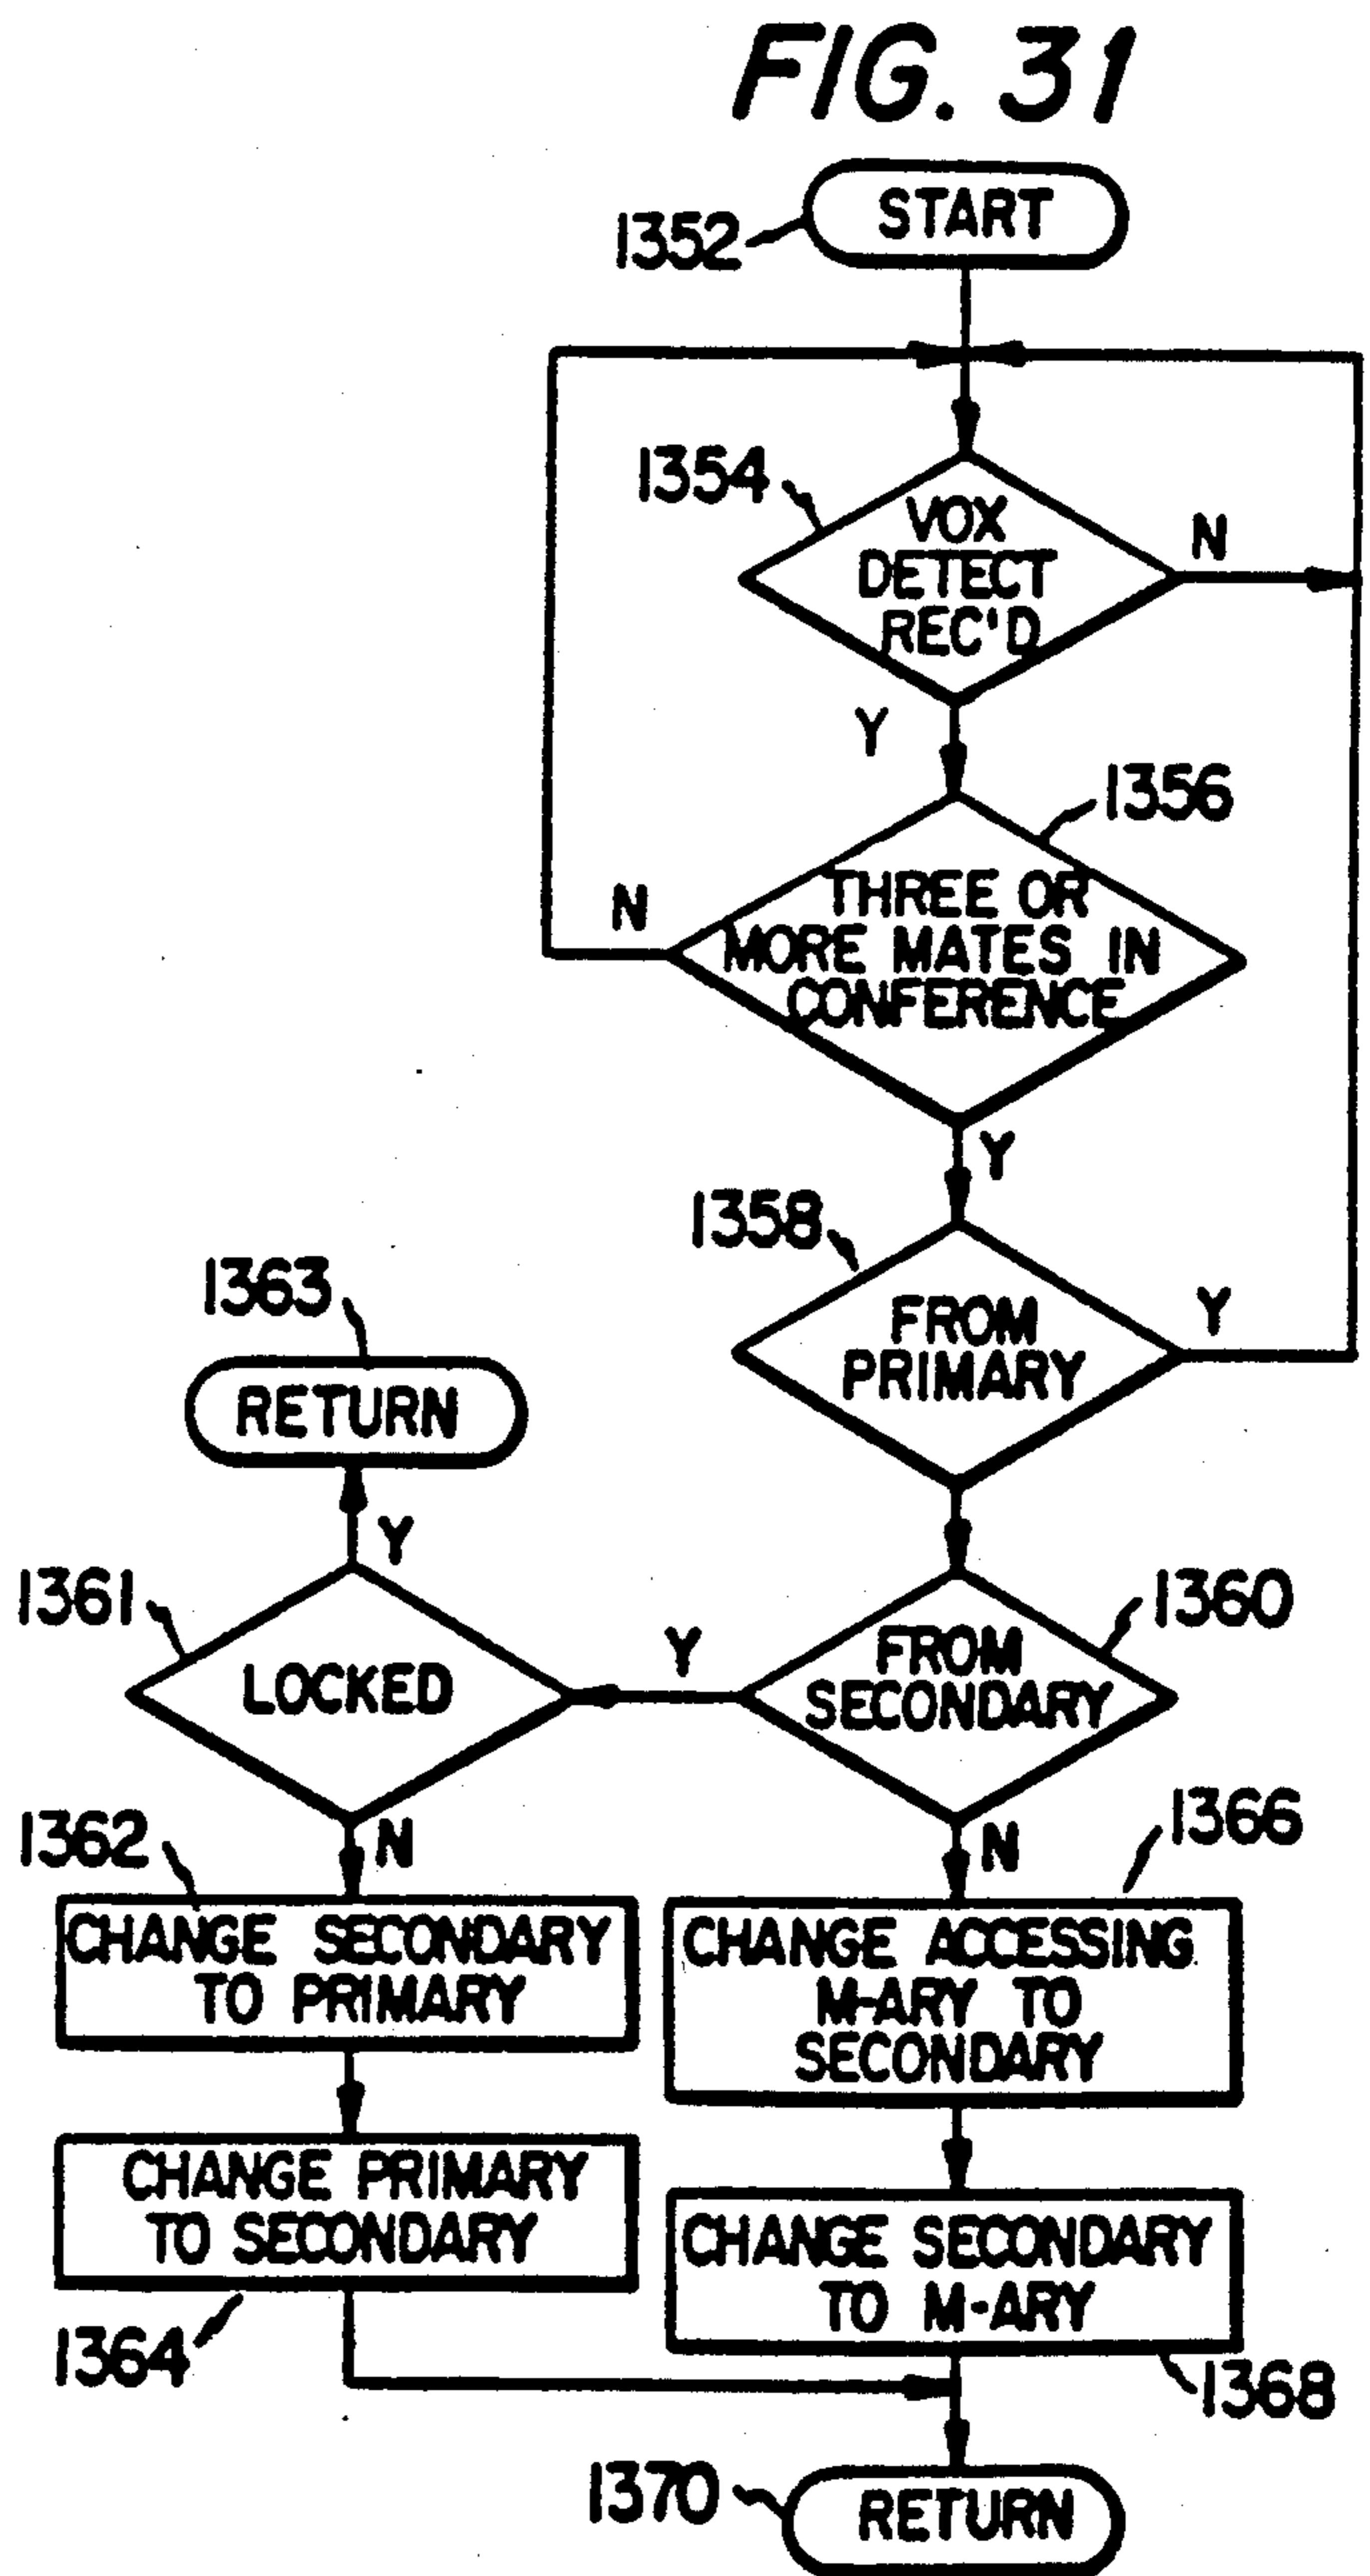 FIG. 31
START
1352
1354
VOX
DETECT
REC'D
N
Y
1356
THREE OR
MORE MATES IN
CONFERENCE
N
Y
1358
FROM
PRIMARY
Y
1363
RETURN
Y
1361
LOCKED
Y
1360
FROM
SECONDARY
N
N
1362
CHANGE SECONDARY
TO PRIMARY
1366
CHANGE ACCESSING
M-ARY TO
SECONDARY
CHANGE PRIMARY
TO SECONDARY
1364
CHANGE SECONDARY
TO M-ARY
1368
1370
RETURN